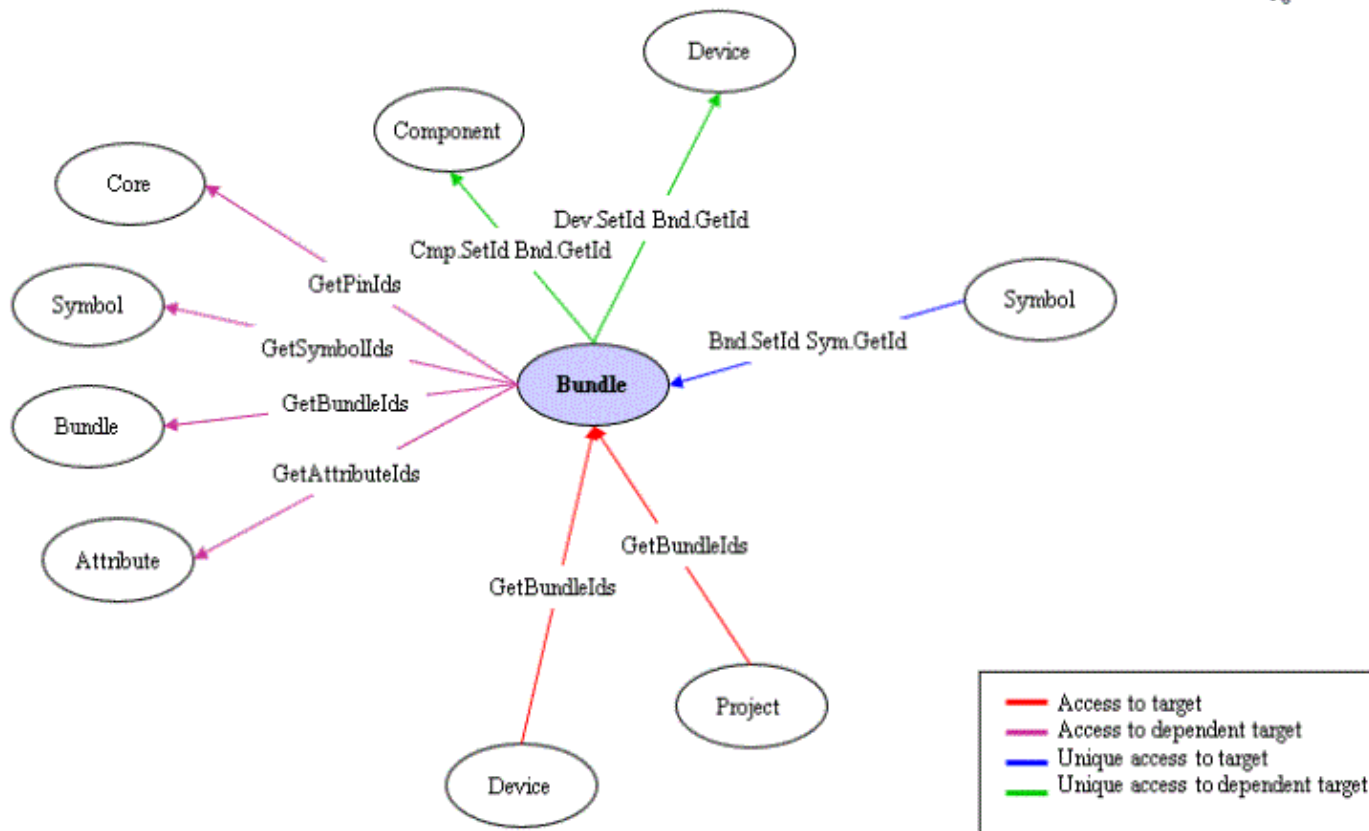 Device
Component
Core
Dev.SetId Bnd.GetId
Cmp.SetId Bnd.GetId
GetPinIds
Symbol
Symbol
Bnd.SetId Sym.GetId
GetSymbolIds
Bundle
GetBundleIds
Bundle
GetAttributeIds
Attribute
GetBundleIds
GetBundleIds
Project
Device
Access to target
Access to dependent target
Unique access to target
Unique access to dependent target